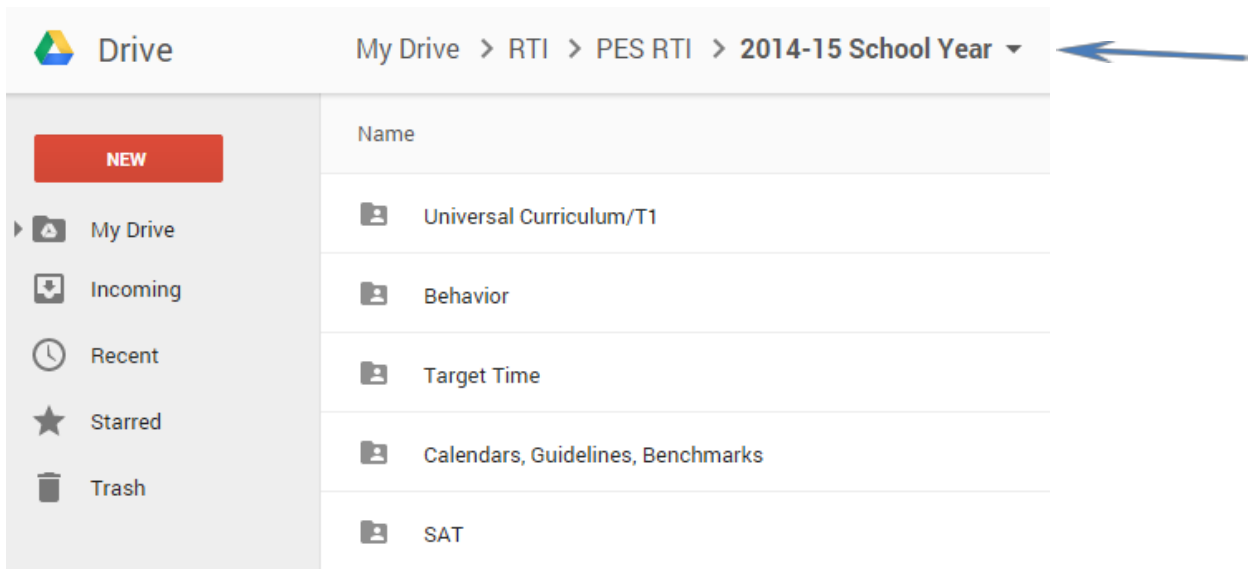 Drive
My Drive > RTI > PES RTI > 2014-15 School Year
NEW
My Drive
Incoming
Recent
Starred
Trash
Name
Universal Curriculum/T1
Behavior
Target Time
Calendars, Guidelines, Benchmarks
SAT